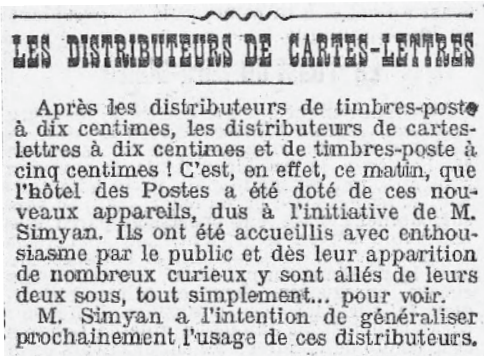 LES DISTRIBUTEURS DE CARTES-LETTRES
Après les distributeurs de timbres-poste
à dix centimes, les distributeurs de cartes-
lettres à dix centimes et de timbres-poste à
cinq centimes ! C'est, en effet, ce matin, que
l'hôtel des Postes a été doté de ces nou-
veaux appareils, dus à l'initiative de M.
Simyan. Ils ont été accueillis avec enthou-
siasme par le public et dès leur apparition
de nombreux curieux y sont allés de leurs
deux sous, tout simplement... pour voir.
M. Simyan a l'intention de généraliser
prochainement l'usage de ces distributeurs.